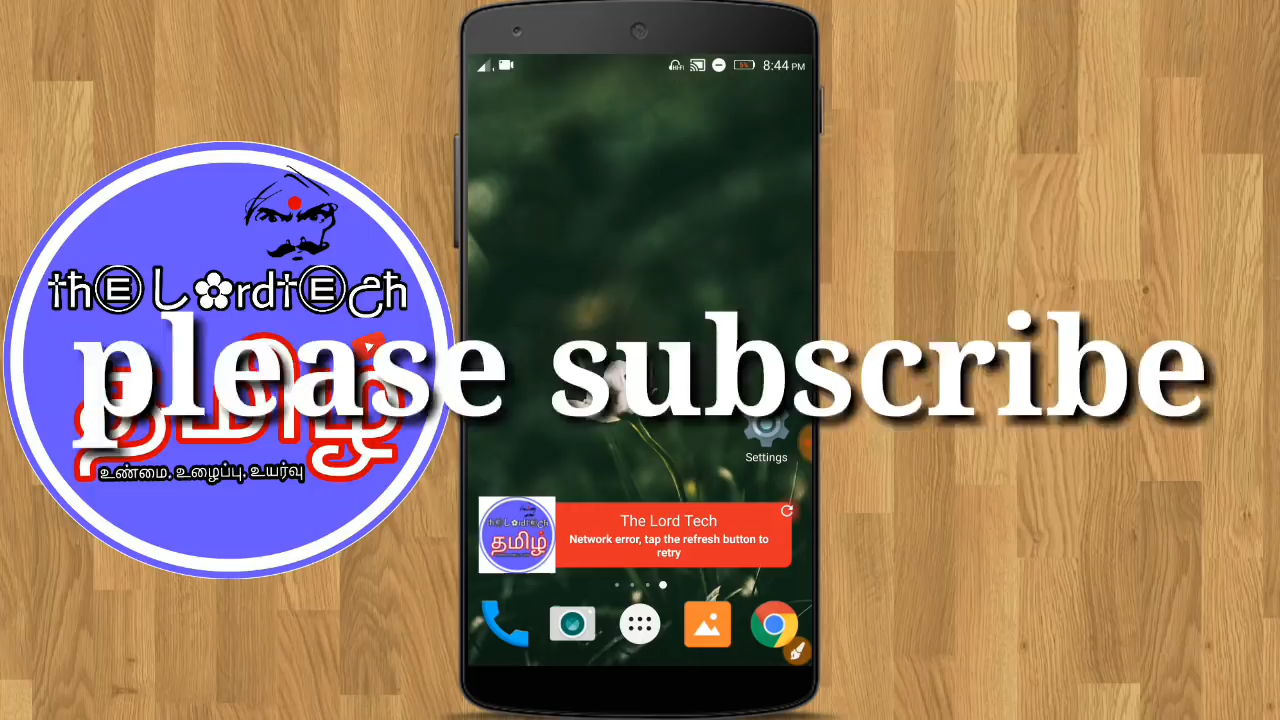 8:44 PM
thE Lordtech
தமிழ்
உண்மை, உழைப்பு, உயர்வு
please subscribe
Settings
The Lord Tech
Network error, tap the refresh button to
retry
தமிழ்